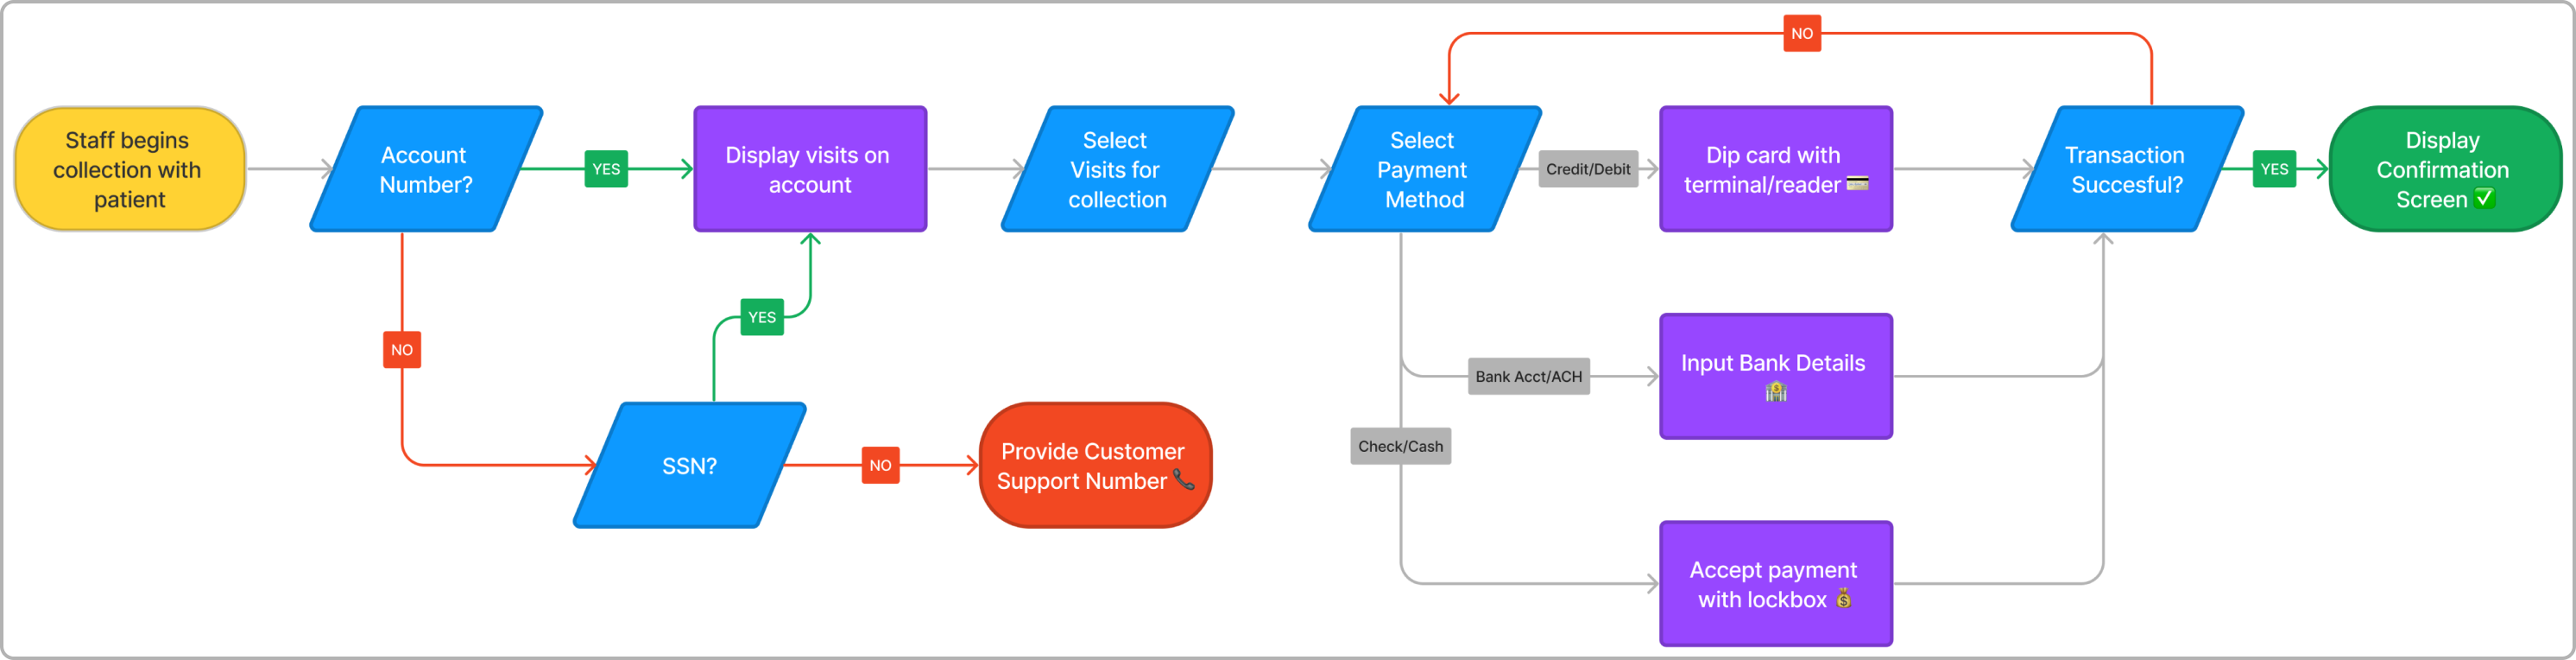 NO
Staff begins
collection with
patient
Account
Number?
YES
Display visits on
account
Select
Visits for
collection
Select
Payment
Method
Credit/Debit
Dip card with
terminal/reader 💳
Transaction
Succesful?
YES
Display
Confirmation
Screen ✅
NO
YES
SSN?
NO
Provide Customer
Support Number 📞
Bank Acct/ACH
Input Bank Details
🏦
Check/Cash
Accept payment
with lockbox 💰